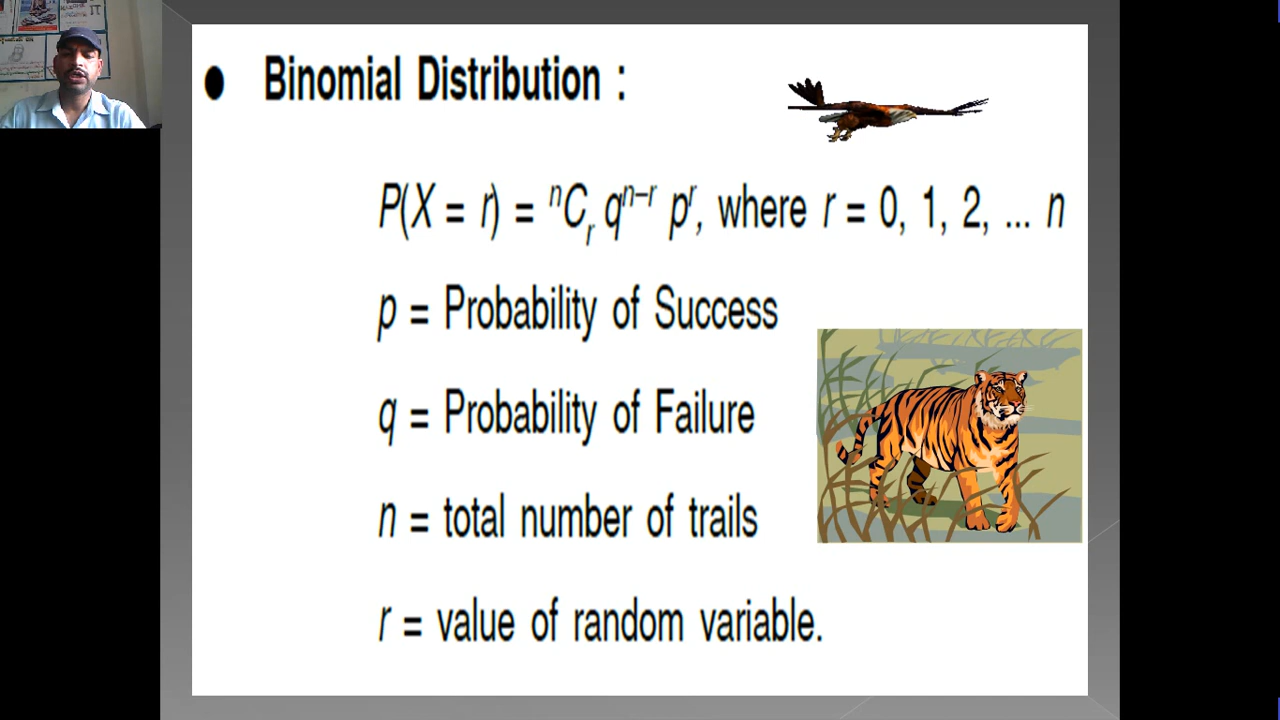 ● Binomial Distribution :
P(X = r) = ⁿCᵣ qⁿ⁻ʳ pʳ, where r = 0, 1, 2, ... n
p = Probability of Success
q = Probability of Failure
n = total number of trails
r = value of random variable.